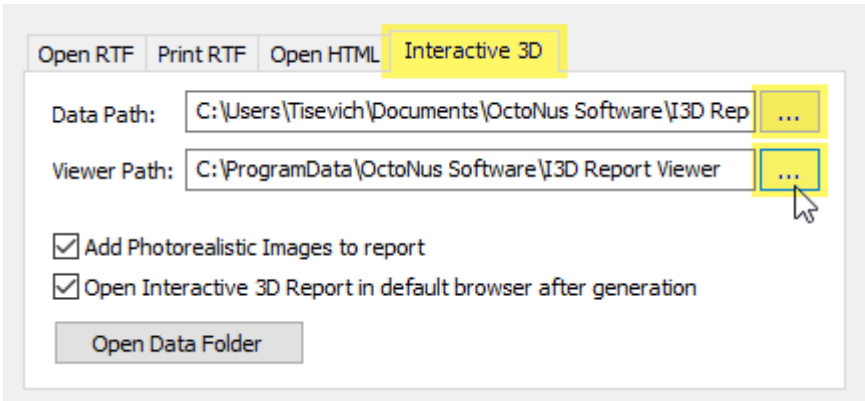 Open RTF Print RTF Open HTML Interactive 3D
Data Path: C:\Users\Tisevich\Documents\OctoNus Software\I3D Rep ...
Viewer Path: C:\ProgramData\OctoNus Software\I3D Report Viewer ...
Add Photorealistic Images to report
Open Interactive 3D Report in default browser after generation
Open Data Folder